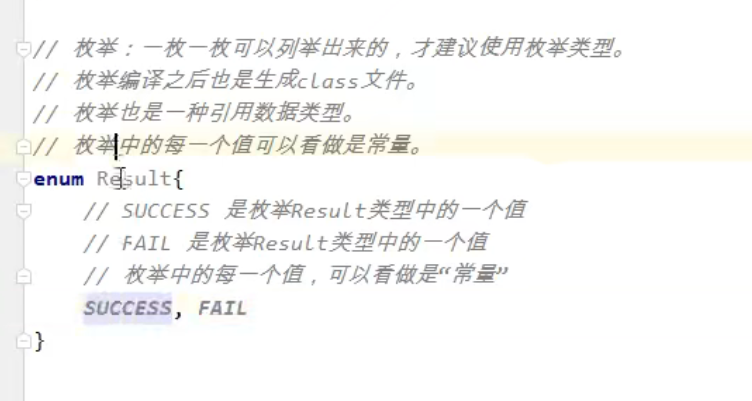 // 枚举：一枚一枚可以列举出来的，才建议使用枚举类型。
// 枚举编译之后也是生成class文件。
// 枚举也是一种引用数据类型。
// 枚举中的每一个值可以看做是常量。
enum Result{
// SUCCESS 是枚举Result类型中的一个值
// FAIL 是枚举Result类型中的一个值
// 枚举中的每一个值，可以看做是“常量”
SUCCESS, FAIL
}